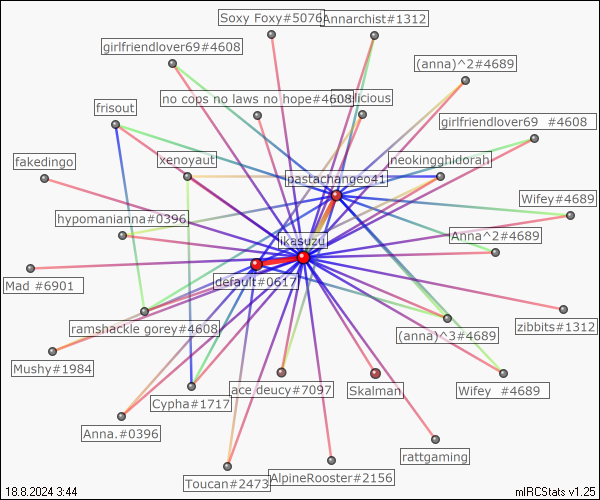 Soxy Foxy#5076
Annarchist#1312
girlfriendlover69#4608
(anna)^2#4689
no cops no laws no hope#4608
licious
frisout
girlfriendlover69 #4608
xenoyaut
neokingghidorah
fakedingo
pastachangeo41
Wifey#4689
hypomanianna#0396
Anna^2#4689
ikasuzu
Mad #6901
default#0617
ramshackle gorey#4608
zibbits#1312
(anna)^3#4689
Mushy#1984
ace deucy#7097
Skalman
Wifey #4689
Cypha#1717
Anna.#0396
rattgaming
Toucan#2473
AlpineRooster#2156
18.8.2024 3:44
mIRCStats v1.25